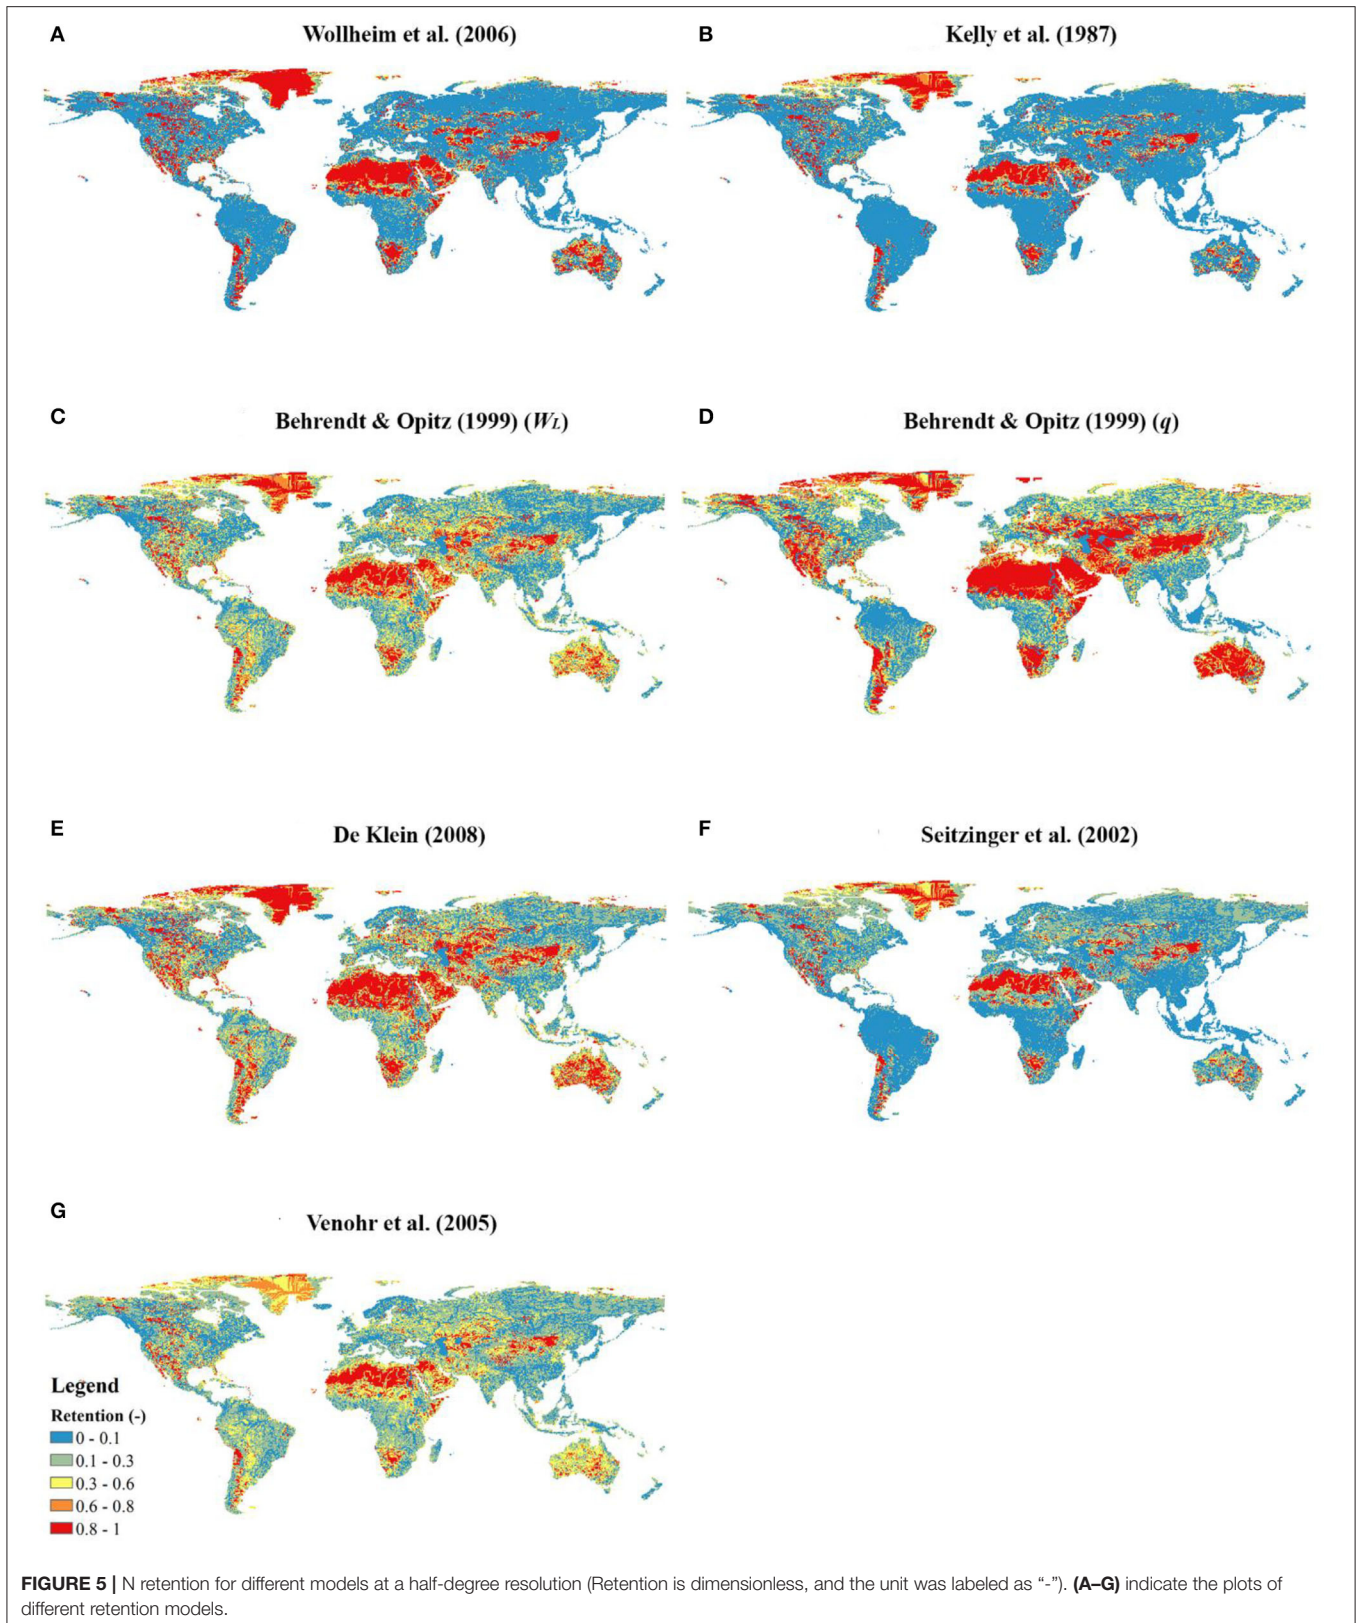 A
Wollheim et al. (2006)
B
Kelly et al. (1987)
C
Behrendt & Opitz (1999) (WL)
D
Behrendt & Opitz (1999) (q)
E
De Klein (2008)
F
Seitzinger et al. (2002)
G
Venohr et al. (2005)
Legend
Retention (-)
0 - 0.1
0.1 - 0.3
0.3 - 0.6
0.6 - 0.8
0.8 - 1
FIGURE 5 | N retention for different models at a half-degree resolution (Retention is dimensionless, and the unit was labeled as “-”). (A–G) indicate the plots of
different retention models.